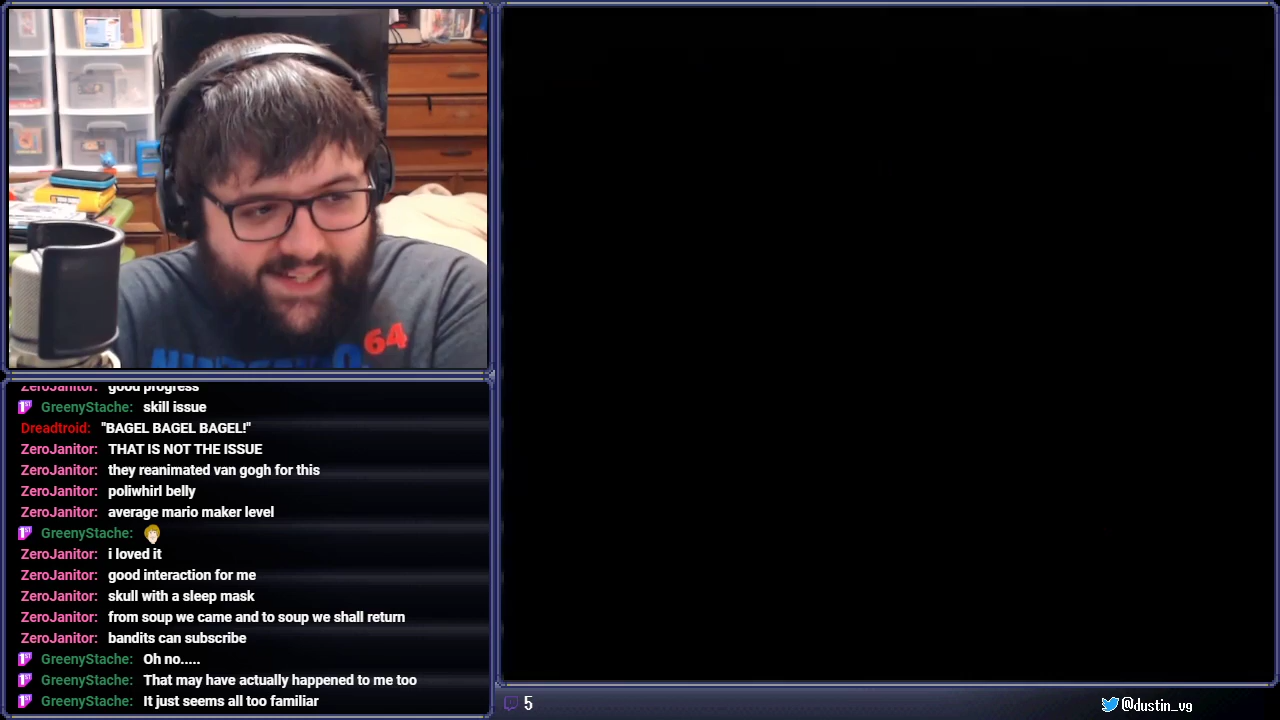 NINTENDO 64
ZeroJanitor: good progress
GreenyStache: skill issue
Dreadtroid: "BAGEL BAGEL BAGEL!"
ZeroJanitor: THAT IS NOT THE ISSUE
ZeroJanitor: they reanimated van gogh for this
ZeroJanitor: poliwhirl belly
ZeroJanitor: average mario maker level
GreenyStache:
ZeroJanitor: i loved it
ZeroJanitor: good interaction for me
ZeroJanitor: skull with a sleep mask
ZeroJanitor: from soup we came and to soup we shall return
ZeroJanitor: bandits can subscribe
1ST GreenyStache: Oh no.....
1ST GreenyStache: That may have actually happened to me too
1ST GreenyStache: It just seems all too familiar
5
@dustin_vg